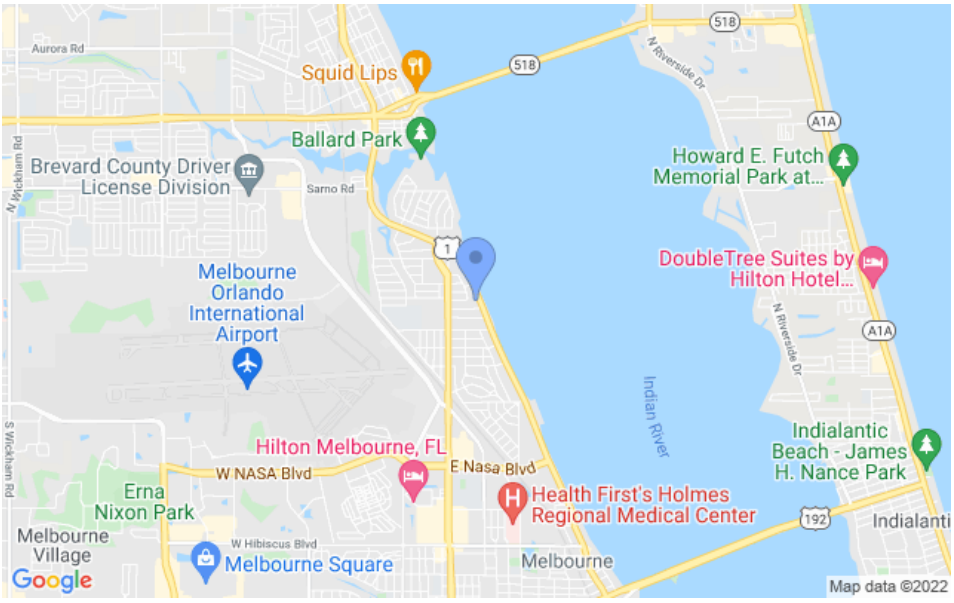 518
Aurora Rd
N Riverside Dr
518
Squid Lips
A1A
Ballard Park
N Wickham Rd
Howard E. Futch
Memorial Park at...
Brevard County Driver
License Division
Sarno Rd
1
DoubleTree Suites by
Hilton Hotel...
Melbourne
Orlando
International
Airport
N Riverside Dr
A1A
Indian River
S Wickham Rd
Hilton Melbourne, FL
Indialantic
Beach - James
H. Nance Park
W NASA Blvd
E Nasa Blvd
Erna
Nixon Park
H
Health First's Holmes
Regional Medical Center
192
Indialanti
Melbourne
Village
W Hibiscus Blvd
Melbourne Square
Melbourne
Google
Map data ©2022